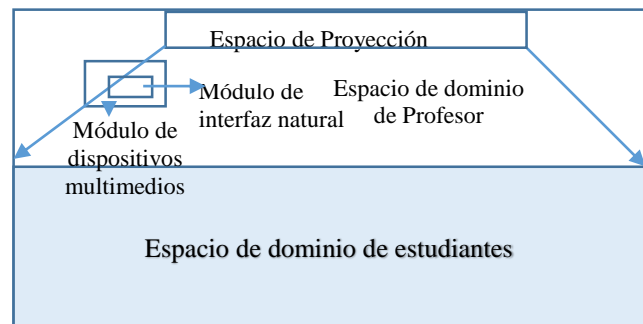 Espacio de Proyección
Módulo de
interfaz natural
Espacio de dominio
de Profesor
Módulo de
dispositivos
multimedios
Espacio de dominio de estudiantes